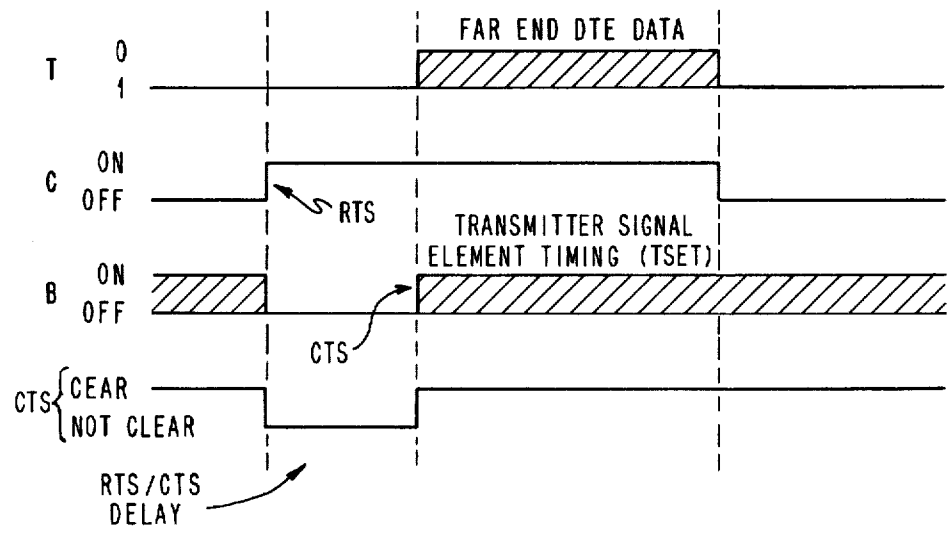 FAR END DTE DATA
T
0
1
C
ON
OFF
RTS
TRANSMITTER SIGNAL
ELEMENT TIMING (TSET)
B
ON
OFF
CTS
CTS
CEAR
NOT CLEAR
RTS/CTS
DELAY